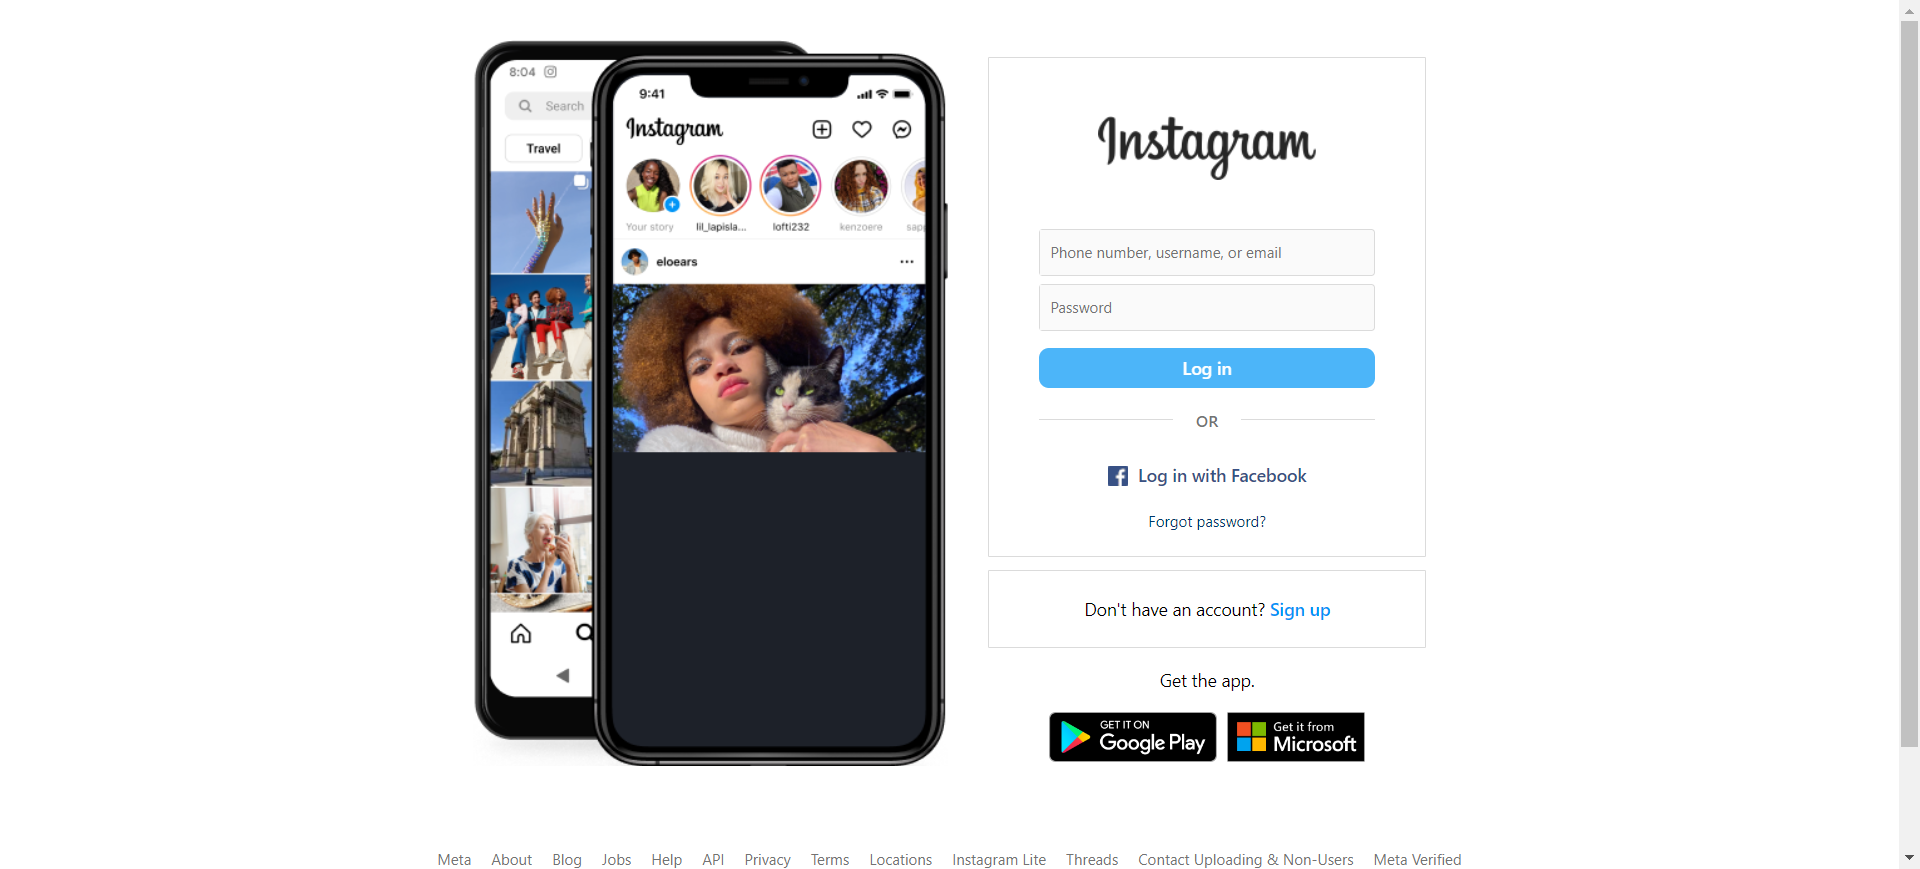 8:04
Search
Travel
9:41
Instagram
Your story
lil_lapisla...
lofti232
kenzoere
sapp
eloears
Instagram
Phone number, username, or email
Password
Log in
OR
Log in with Facebook
Forgot password?
Don't have an account? Sign up
Get the app.
GET IT ON
Google Play
Get it from
Microsoft
Meta About Blog Jobs Help API Privacy Terms Locations Instagram Lite Threads Contact Uploading & Non-Users Meta Verified